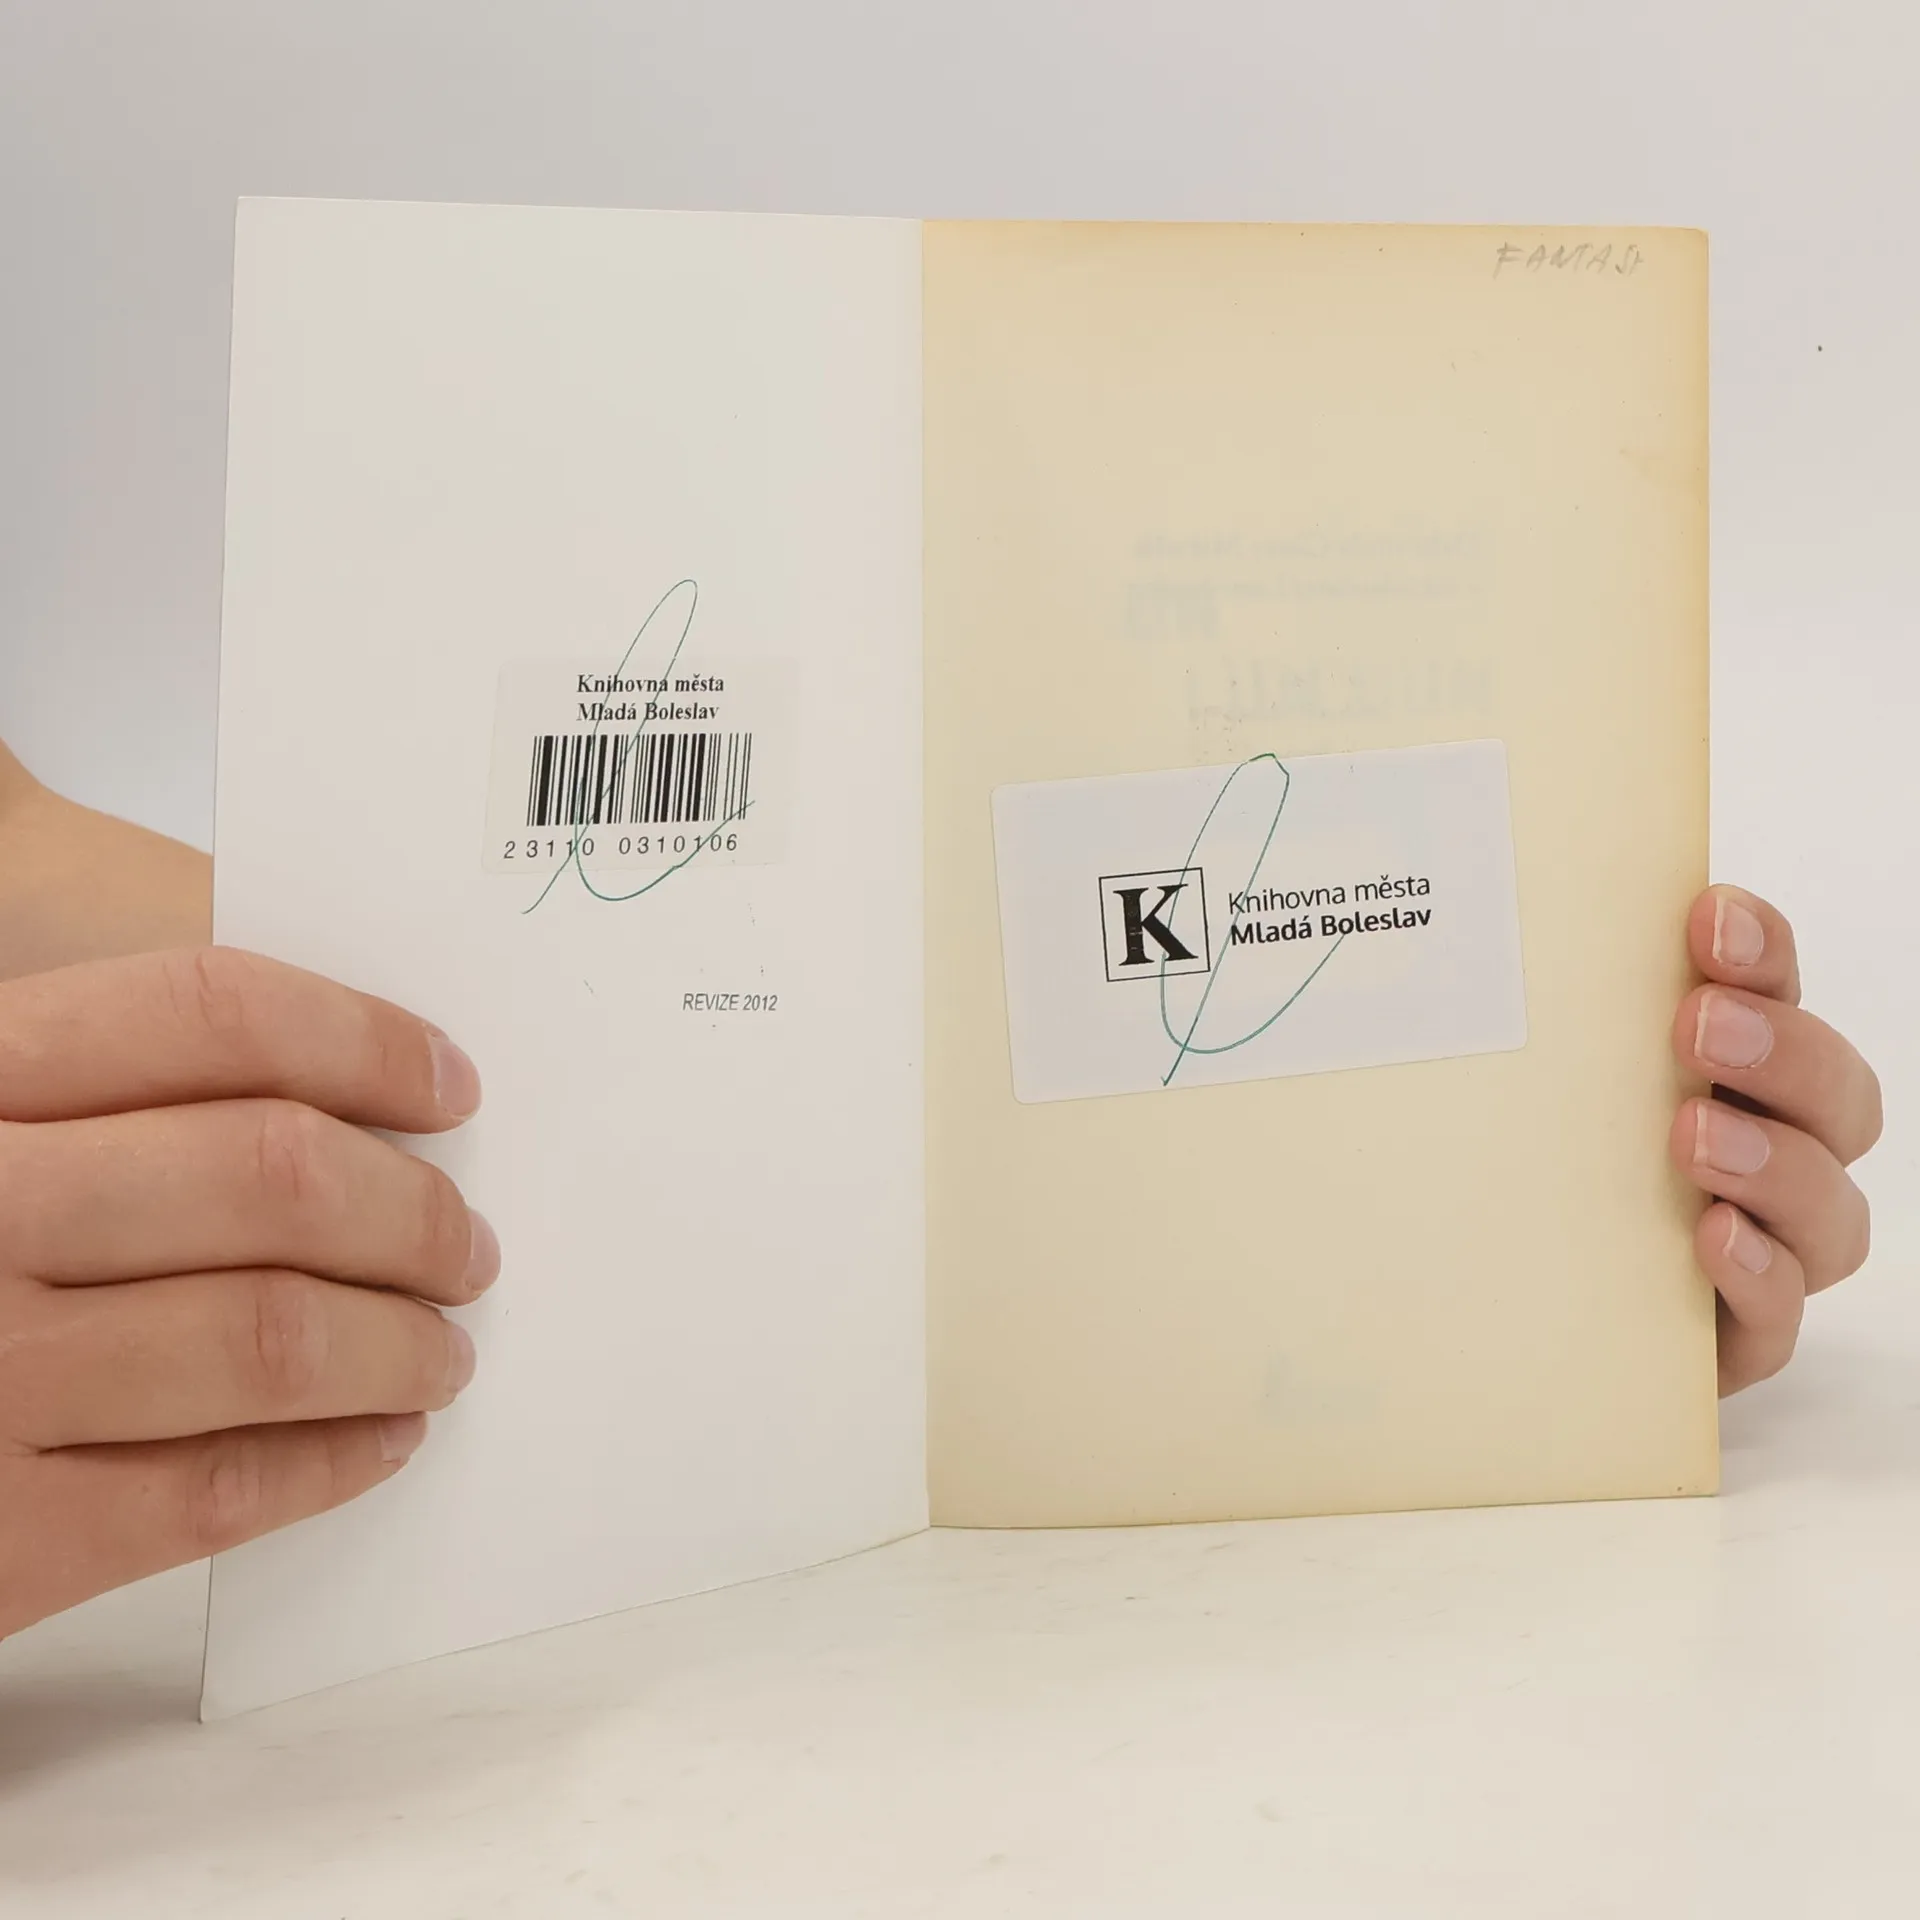 Knihovna města
Mladá Boleslav
23110 0310106
REVIZE 2012
FANTASY
K
Knihovna města
Mladá Boleslav